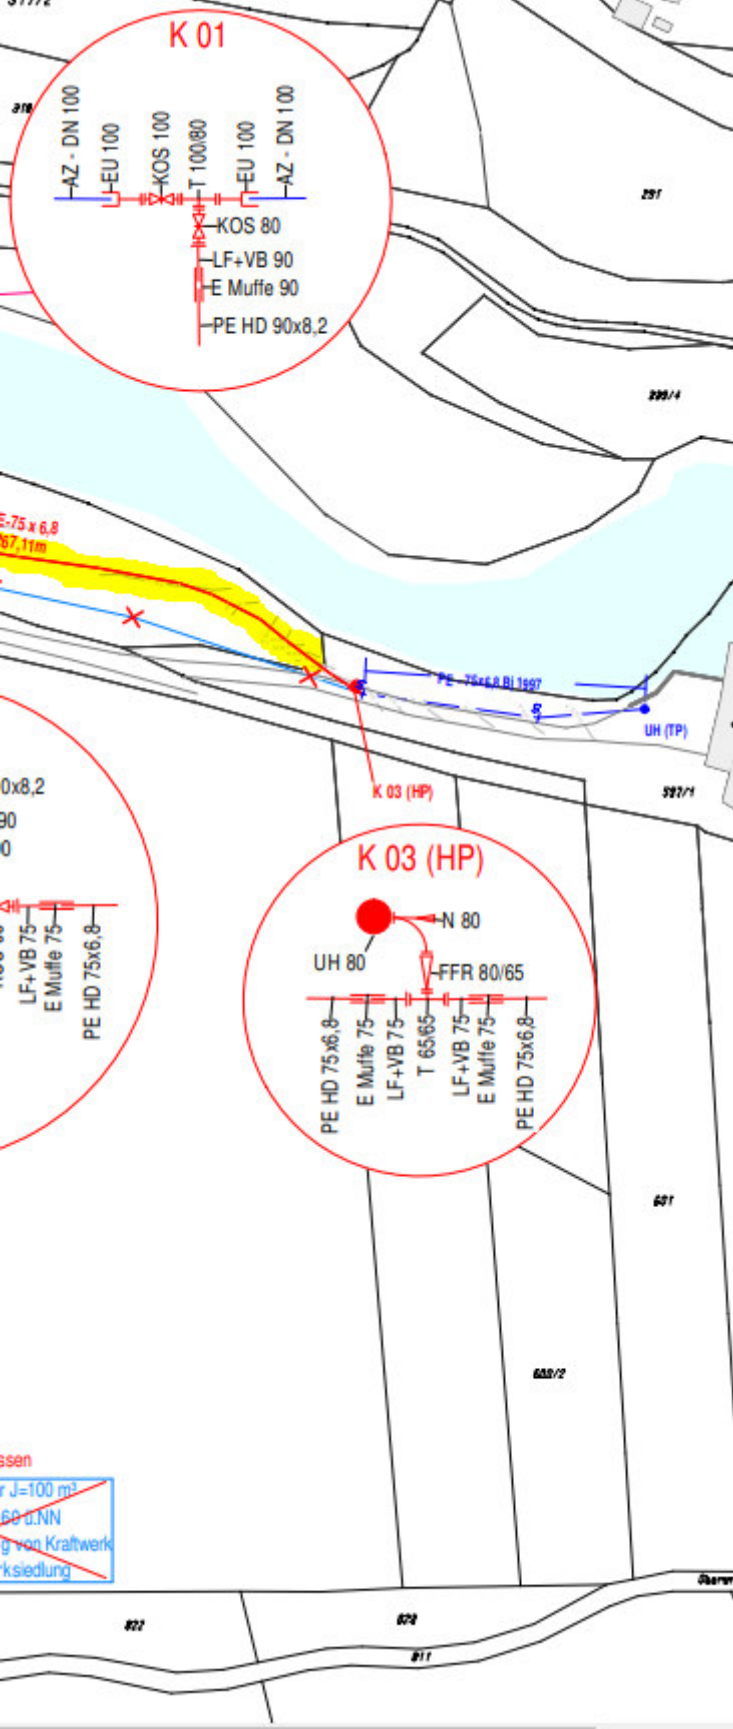 K 01
AZ - DN 100
EU 100
KOS 100
T 100/80
EU 100
AZ - DN 100
KOS 80
LF+VB 90
E Muffe 90
PE HD 90x8,2
291
299/4
E-75 x 6,8
67,11m
PE - 75x6,8 Bj 1997
UH (TP)
K 03 (HP)
597/1
0x8,2
90
0
LF+VB 75
E Muffe 75
PE HD 75x6,8
K 03 (HP)
N 80
UH 80
FFR 80/65
PE HD 75x6,8
E Muffe 75
LF+VB 75
T 65/65
LF+VB 75
E Muffe 75
PE HD 75x6,8
601
603/2
ssen
r J=100 m³
60 ü.NN
g von Kraftwerk
rksiedlung
822
811